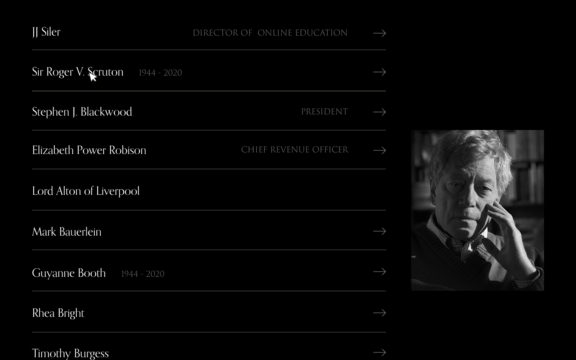 JJ Siler DIRECTOR OF ONLINE EDUCATION
Sir Roger V. Scruton 1944 - 2020
Stephen J. Blackwood PRESIDENT
Elizabeth Power Robison CHIEF REVENUE OFFICER
Lord Alton of Liverpool
Mark Bauerlein
Guyanne Booth 1944 - 2020
Rhea Bright
Timothy Burgess